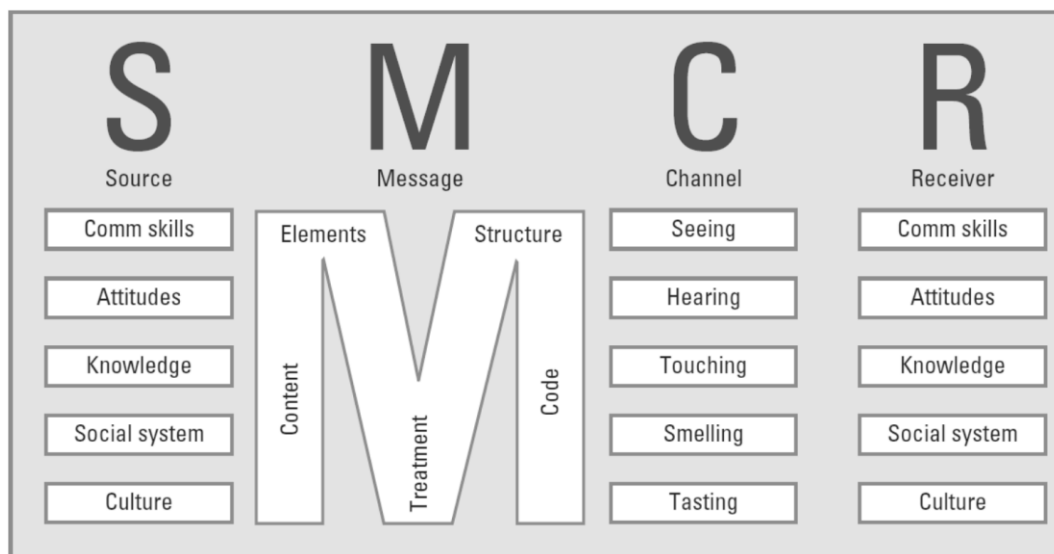 S
M
C
R
Source
Message
Channel
Receiver
Comm skills
Attitudes
Knowledge
Social system
Culture
Elements
Structure
Content
Treatment
Code
Seeing
Hearing
Touching
Smelling
Tasting
Comm skills
Attitudes
Knowledge
Social system
Culture